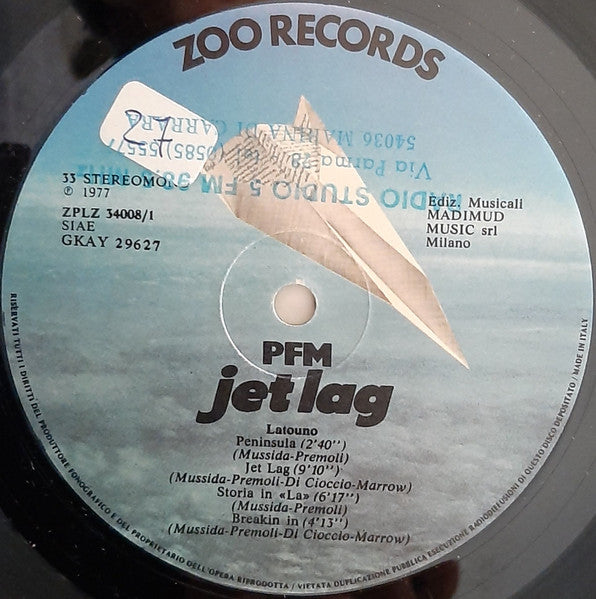 ZOO RECORDS
27
RADIO STUDIO 5 FM
Via Parma
54036 MARINA DI CARRARA
33 STEREOMO
℗ 1977
ZPLZ 34008/1
SIAE
GKAY 29627
Ediz. Musicali
MADIMUD
MUSIC srl
Milano
PFM
jet lag
Latouno
Peninsula (2'40'')
(Mussida-Premoli)
Jet Lag (9'10'')
(Mussida-Premoli-Di Cioccio-Marrow)
Storia in «La» (6'17'')
(Mussida-Premoli)
Breakin in (4'13'')
(Mussida-Premoli-Di Cioccio-Marrow)
RISERVATI TUTTI I DIRITTI DEL PRODUTTORE FONOGRAFICO E DEL PROPRIETARIO DELL'OPERA RIPRODOTTA / VIETATA DUPLICAZIONE PUBBLICA ESECUZIONE RADIODIFFUSIONI DI QUESTO DISCO DEPOSITATO / MADE IN ITALY